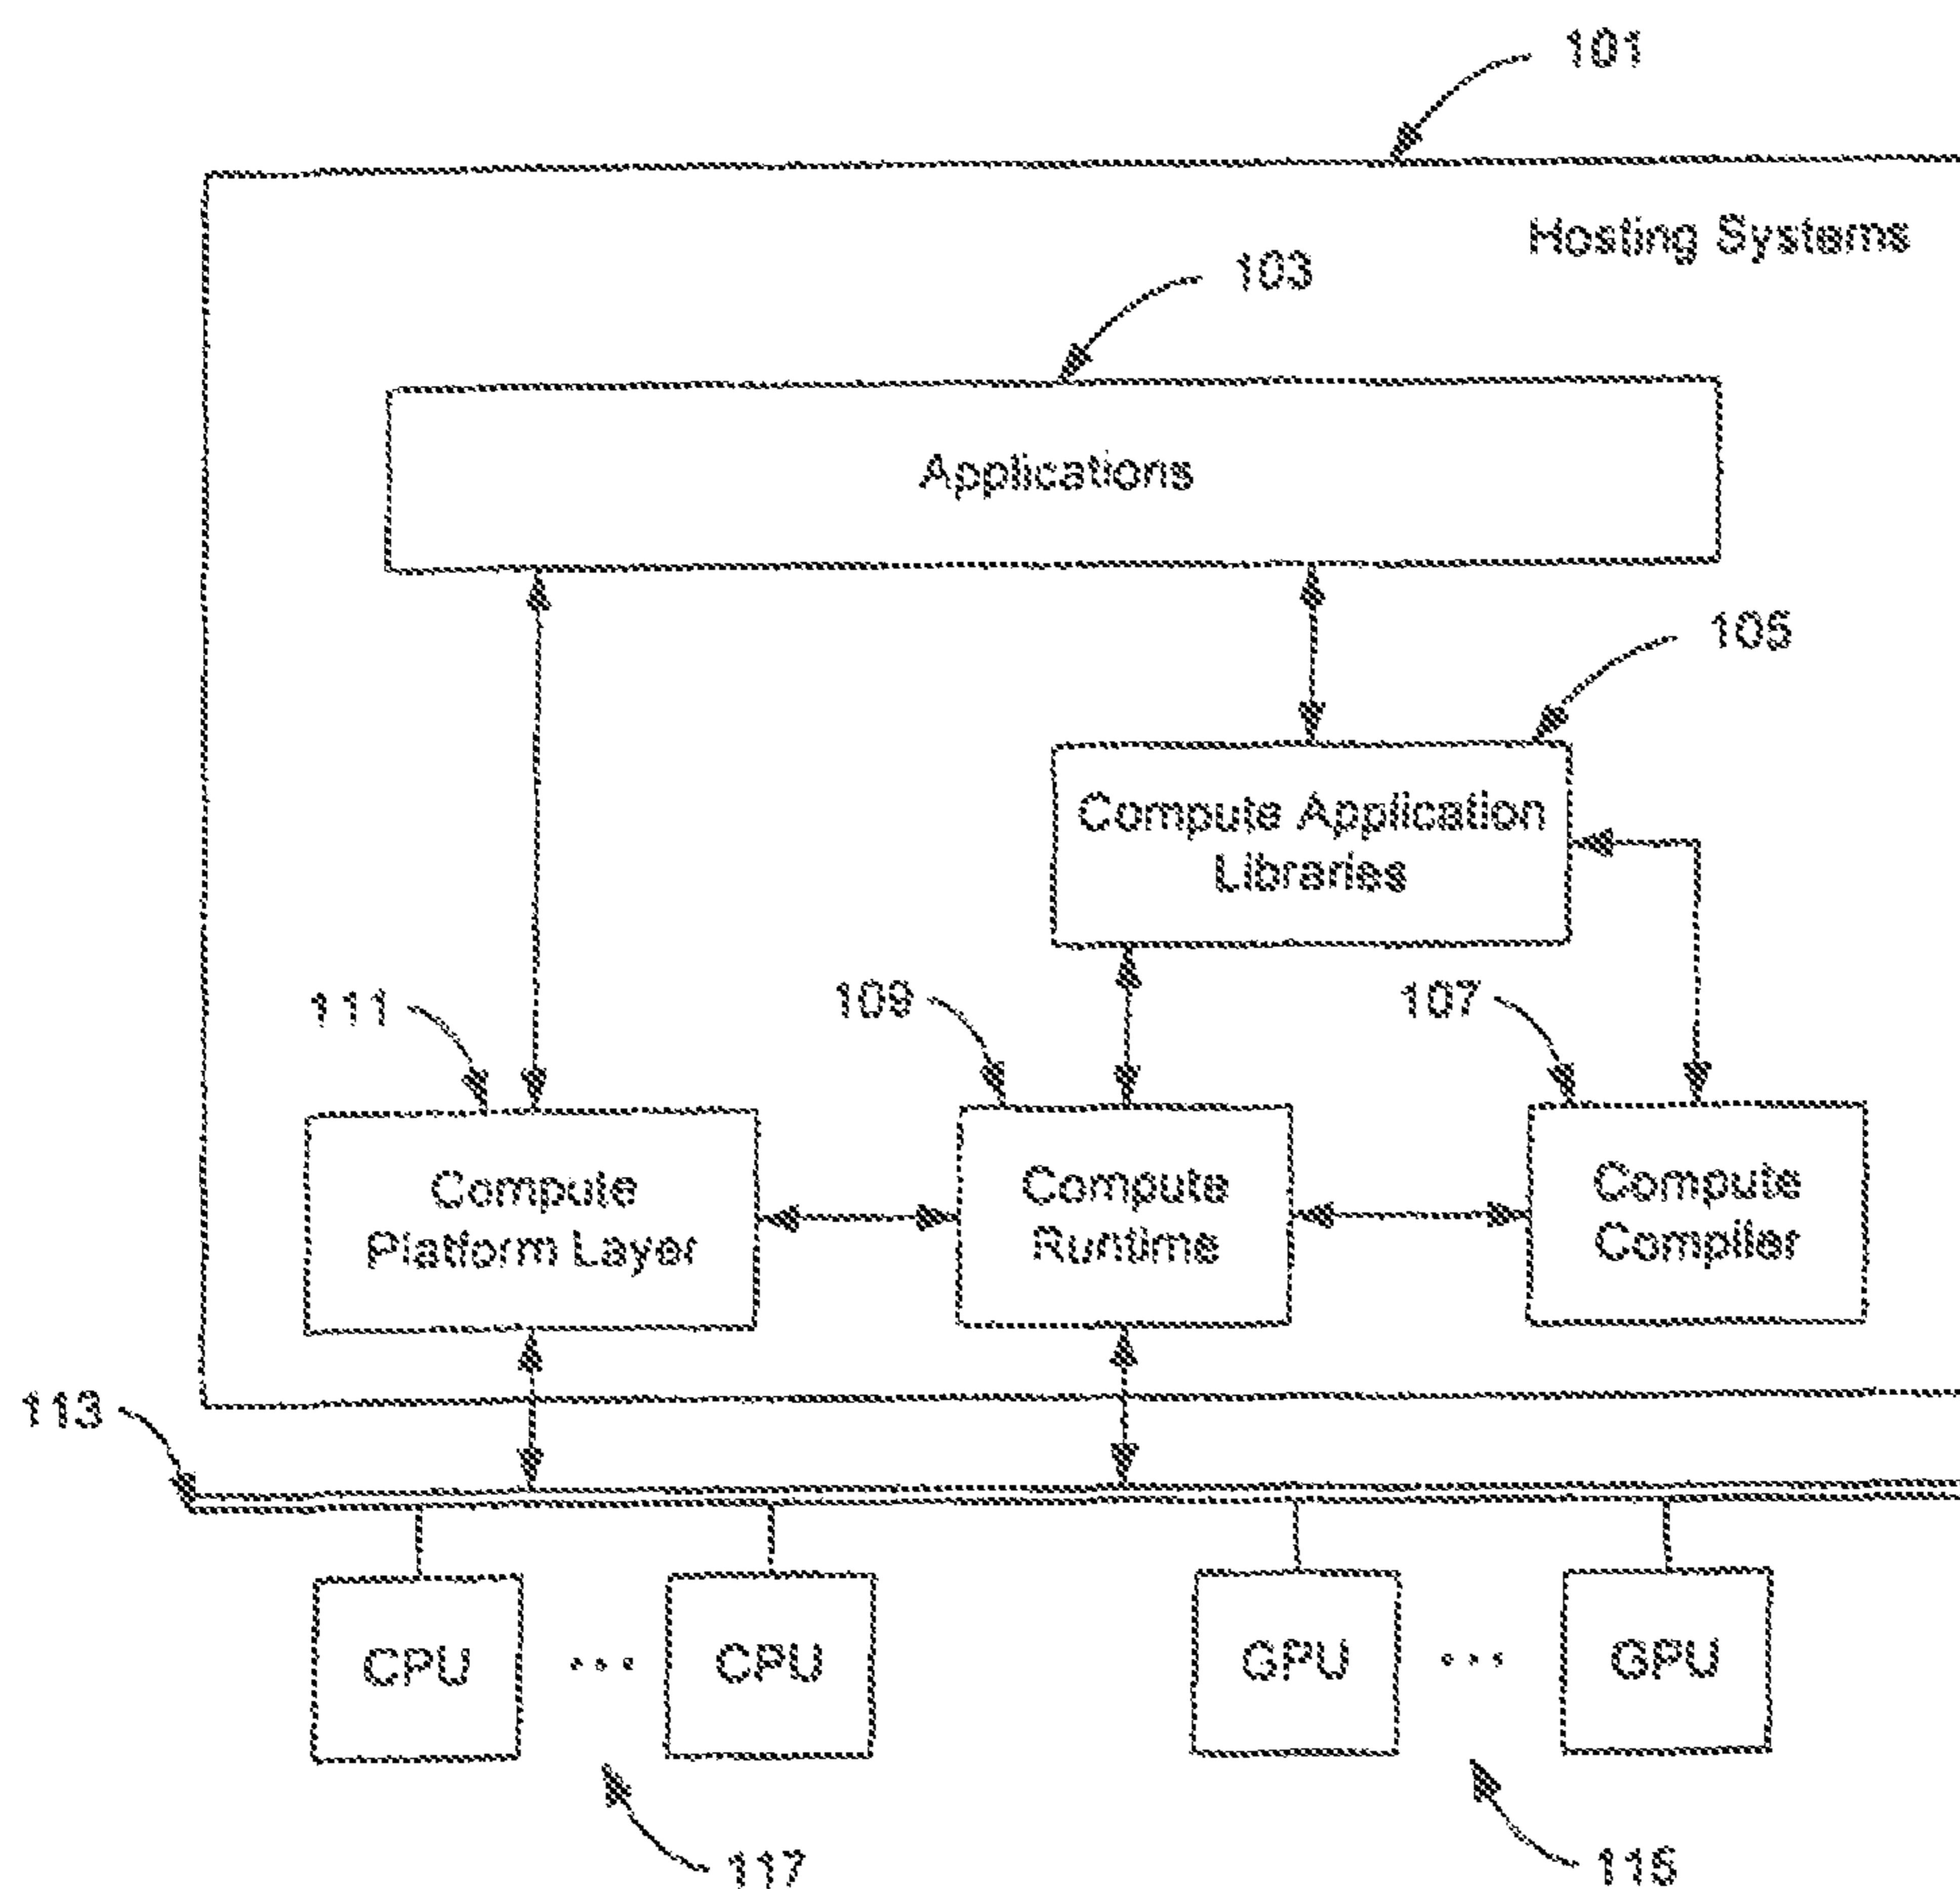 101
Hosting Systems
103
Applications
105
Compute Application
Libraries
111
109
107
Compute
Platform Layer
Compute
Runtime
Compute
Compiler
113
CPU
...
CPU
GPU
...
GPU
117
115